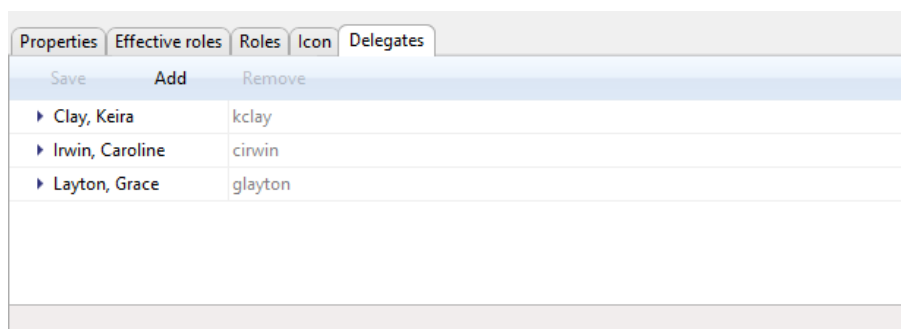 Properties Effective roles Roles Icon Delegates
Save Add Remove
Clay, Keira kclay
Irwin, Caroline cirwin
Layton, Grace glayton